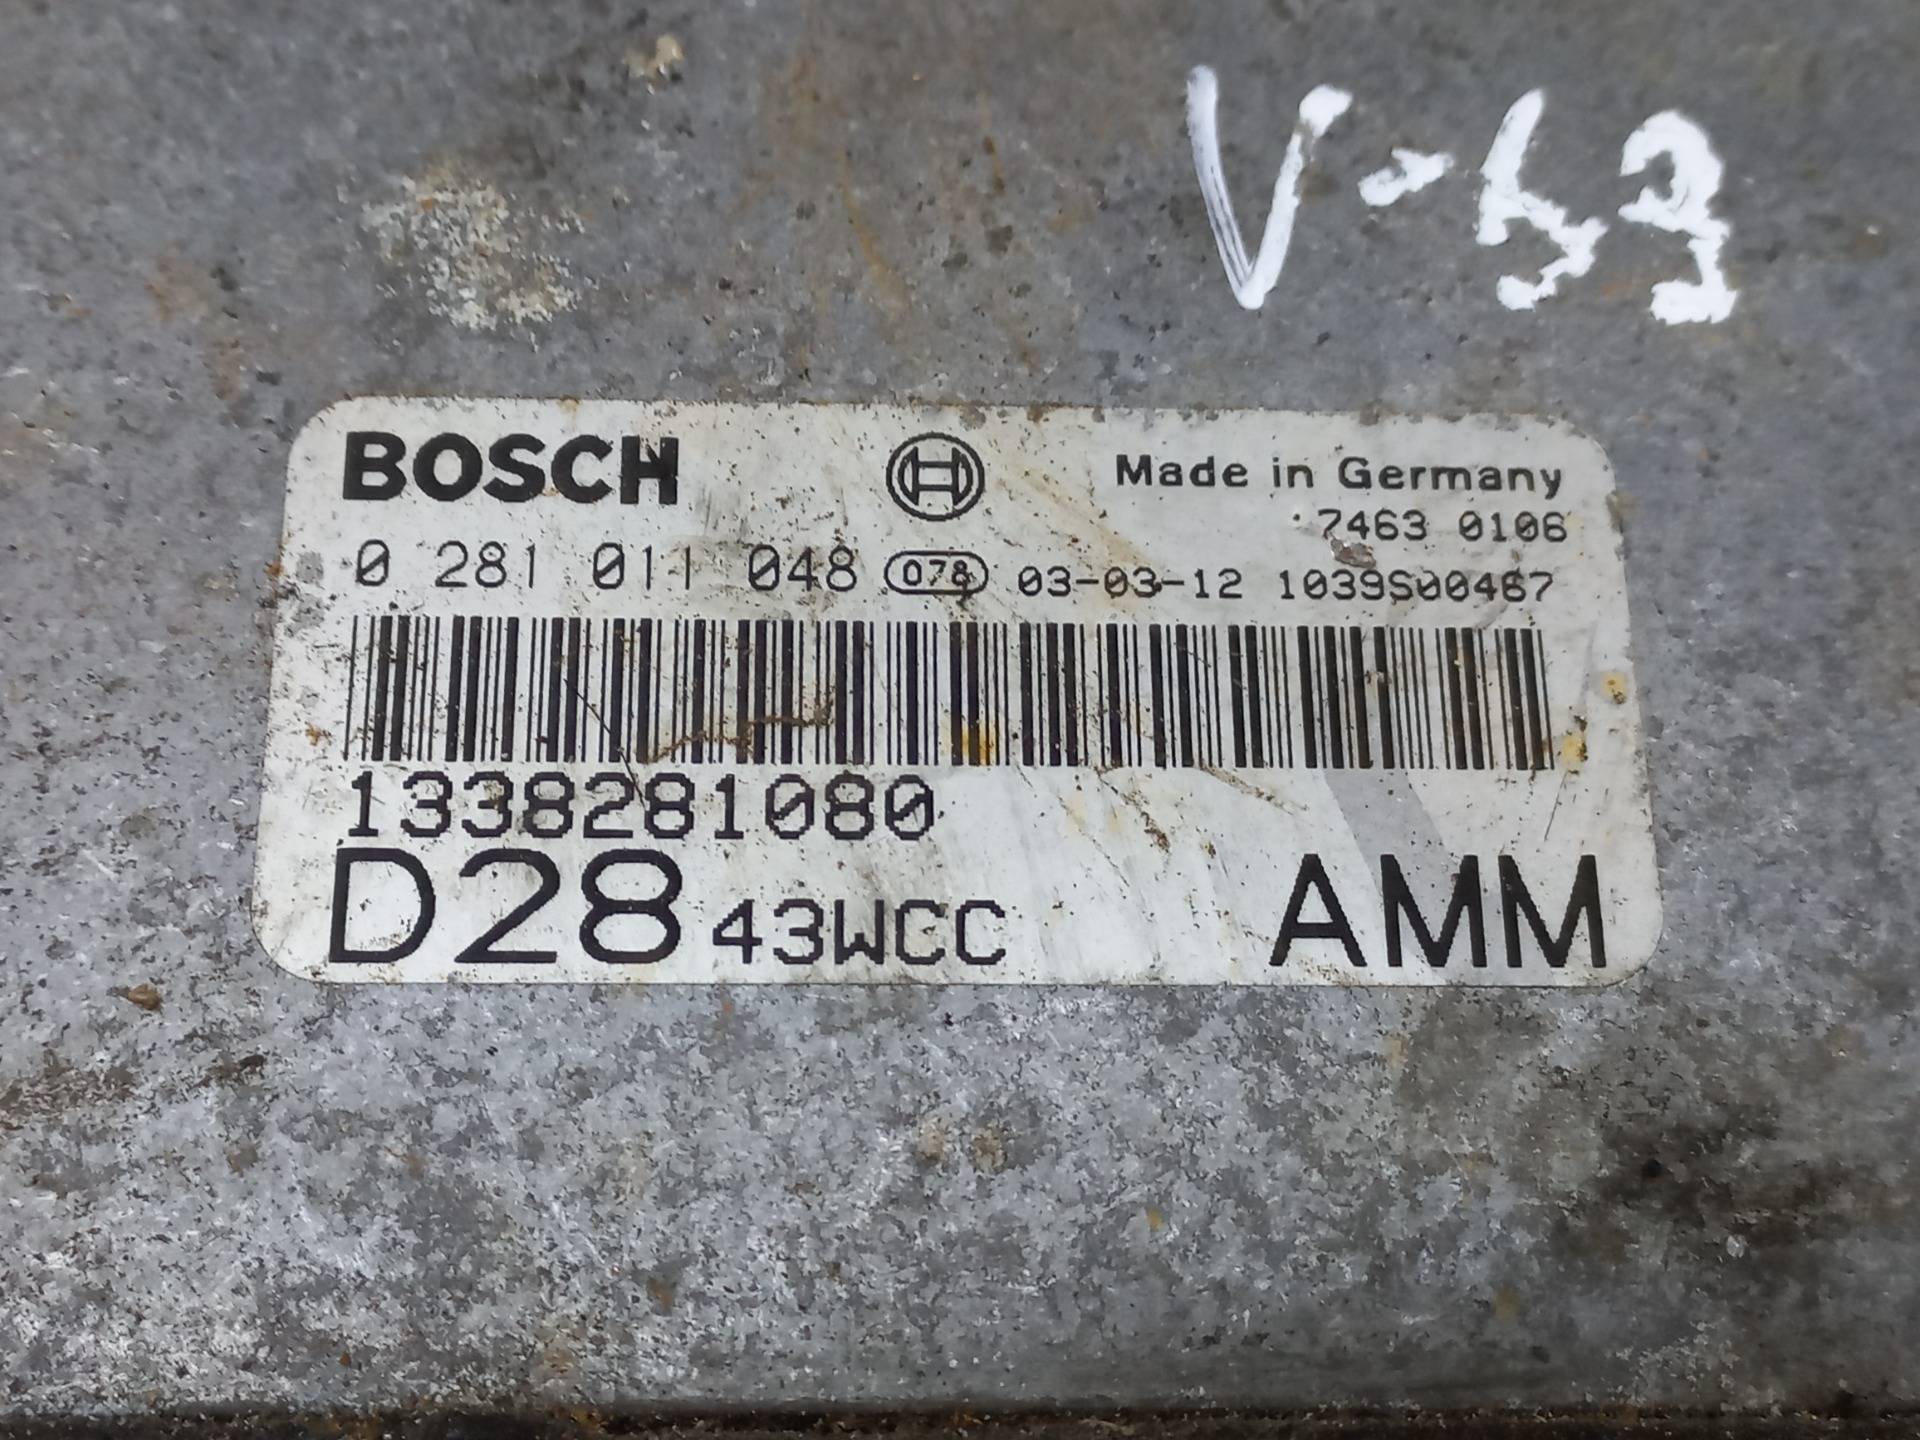 V-53
BOSCH Made in Germany
7463 0106
0 281 011 048 078 03-03-12 1039S00467
1338281080
D28 43WCC AMM